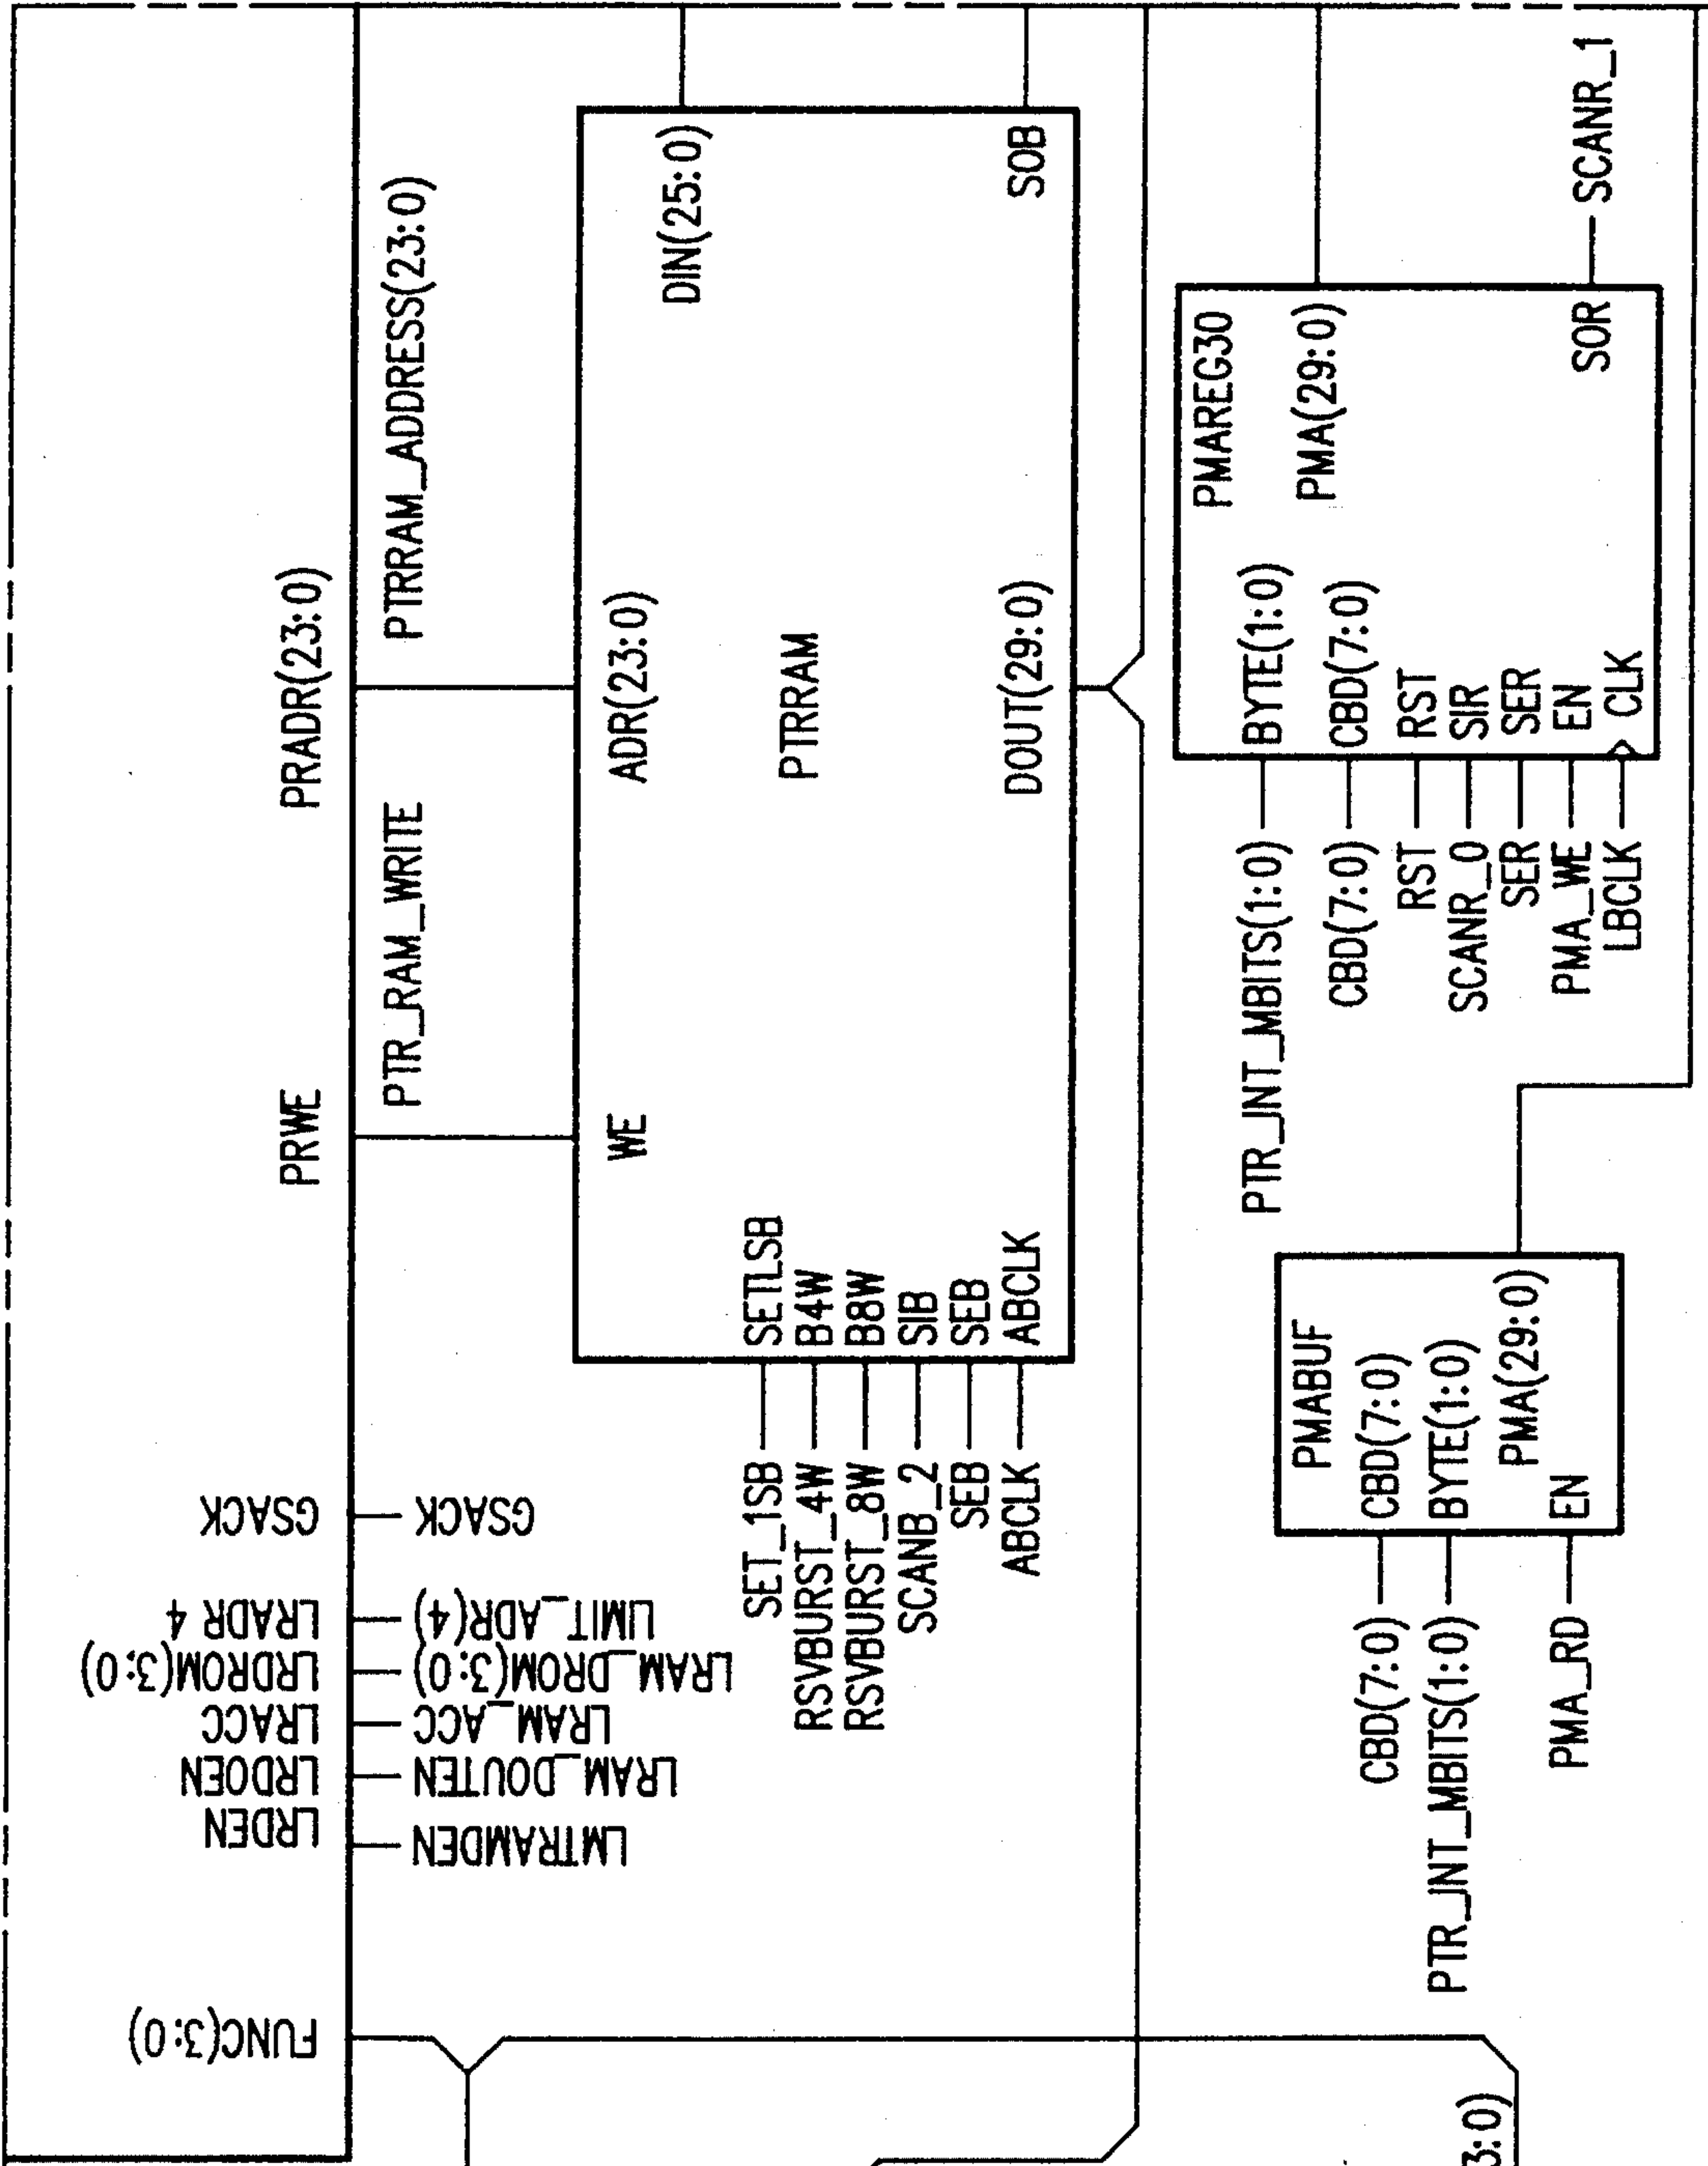 FUNC(3:0)
LRDEN
LRDOEN
LRACC
LRDROM(3:0)
LRADR 4
GSACK
PRWE
PRADR(23:0)
LMTRAMDEN
LRAM_DOUTEN
LRAM_ACC
LRAM_DROM(3:0)
LIMIT_ADR(4)
GSACK
PTR_RAM_WRITE
PTRRAM_ADDRESS(23:0)
WE
ADR(23:0)
DIN(25:0)
PTRRAM
SET_1SB
SETLSB
RSVBURST_4W
B4W
RSVBURST_8W
B8W
SCANB_2
SIB
SEB
SEB
ABCLK
ABCLK
DOUT(29:0)
SOB
PMAREG30
PTR_INT_MBITS(1:0)
BYTE(1:0)
PMA(29:0)
CBD(7:0)
CBD(7:0)
RST
RST
SCANR_0
SIR
SER
SER
PMA_WE
EN
LBCLK
CLK
SOR
SCANR_1
PMABUF
CBD(7:0)
CBD(7:0)
PTR_INT_MBITS(1:0)
BYTE(1:0)
PMA(29:0)
PMA_RD
EN
3:0)